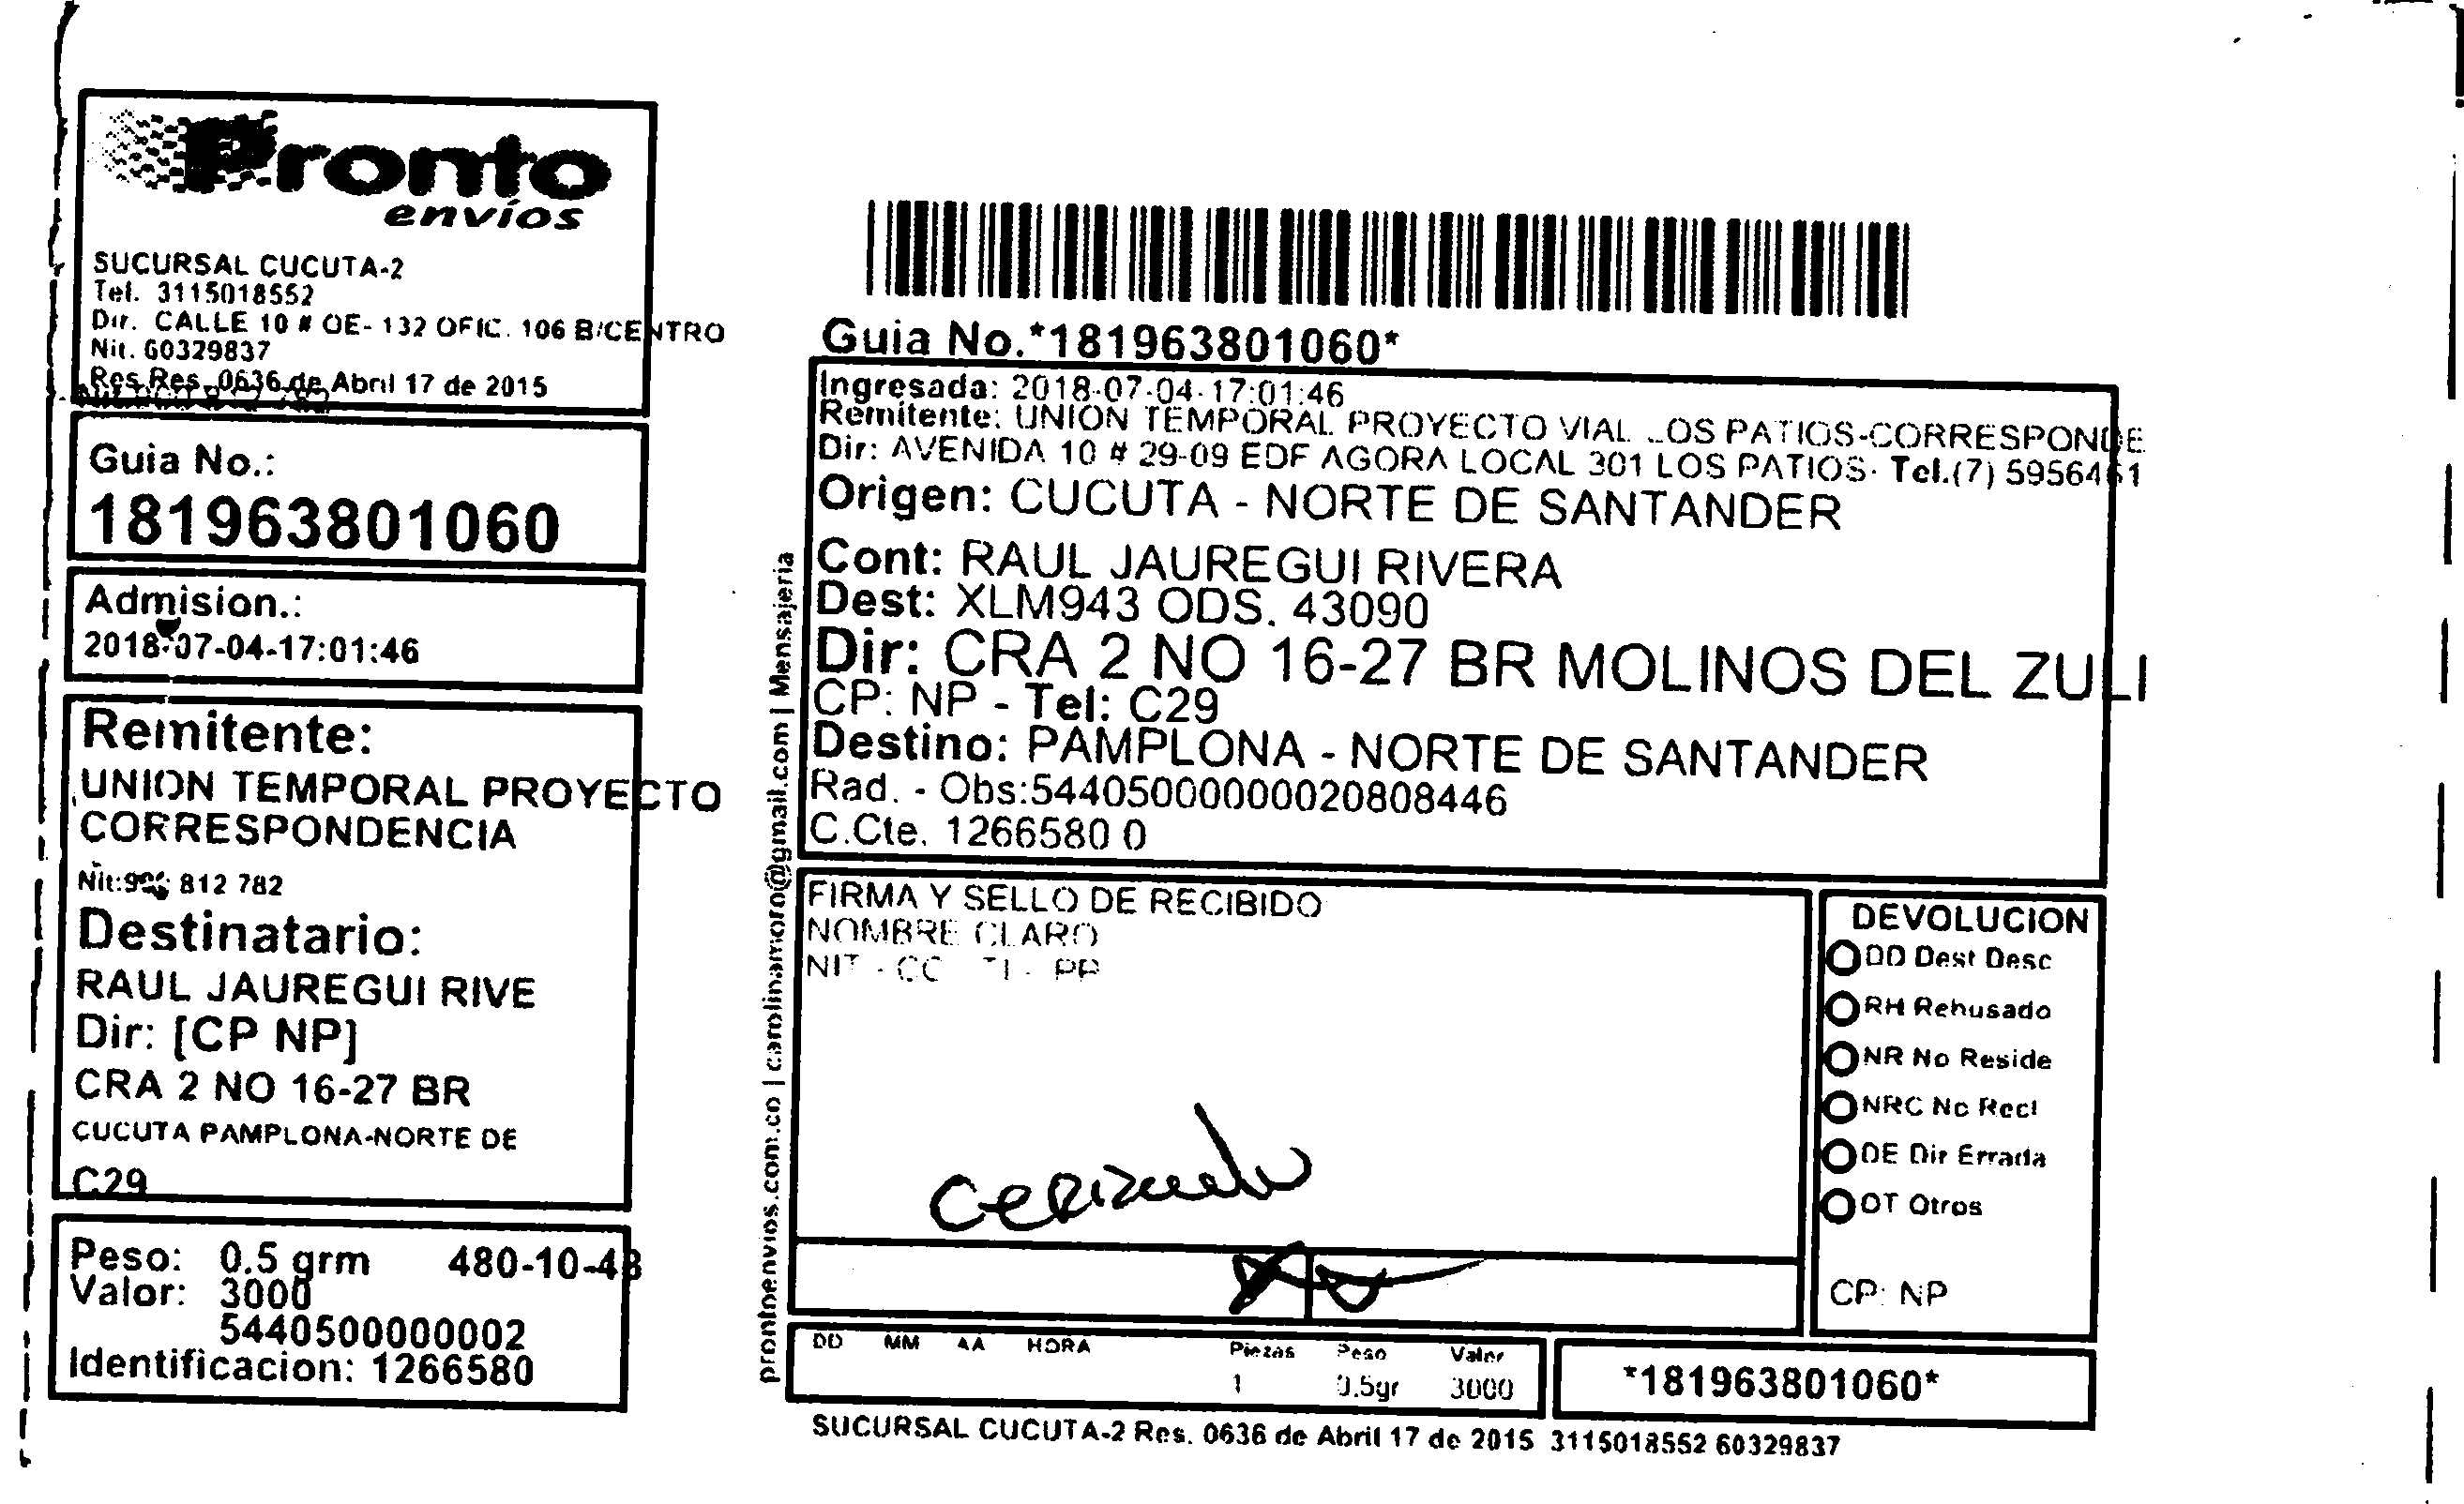 Pronto
envíos
SUCURSAL CUCUTA-2
Tel. 3115018552
Dir. CALLE 10 # OE- 132 OFIC. 106 B/CENTRO
Nit. 60329837
Res Res. 0636 de Abril 17 de 2015
Guia No.:
181963801060
Admision.:
2018-07-04-17:01:46
Remitente:
UNION TEMPORAL PROYECTO
CORRESPONDENCIA
Nit: 812 782
Destinatario:
RAUL JAUREGUI RIVE
Dir: [CP NP]
CRA 2 NO 16-27 BR
CUCUTA PAMPLONA-NORTE DE
C29
Peso: 0.5 grm 480-10-43
Valor: 3000
5440500000002
Identificacion: 1266580
prontoenvios.com.co | carolinamoro@gmail.com | Mensajeria
Guia No.*181963801060*
Ingresada: 2018-07-04-17:01:46
Remitente: UNION TEMPORAL PROYECTO VIAL LOS PATIOS-CORRESPONDE
Dir: AVENIDA 10 # 29-09 EDF AGORA LOCAL 301 LOS PATIOS- Tel.(7) 5956461
Origen: CUCUTA - NORTE DE SANTANDER
Cont: RAUL JAUREGUI RIVERA
Dest: XLM943 ODS. 43090
Dir: CRA 2 NO 16-27 BR MOLINOS DEL ZULI
CP: NP - Tel: C29
Destino: PAMPLONA - NORTE DE SANTANDER
Rad. - Obs:54405000000020808446
C.Cte. 1266580 0
FIRMA Y SELLO DE RECIBIDO
NOMBRE CLARO
NIT - CC - TI - PP
DEVOLUCION
DD Dest Desc
RH Rehusado
NR No Reside
NRC No Recl
DE Dir Errada
OT Otros
CP: NP
DD MM AA HORA Piezas Peso Valor
1 0.5gr 3000
*181963801060*
SUCURSAL CUCUTA-2 Res. 0636 de Abril 17 de 2015 3115018552 60329837